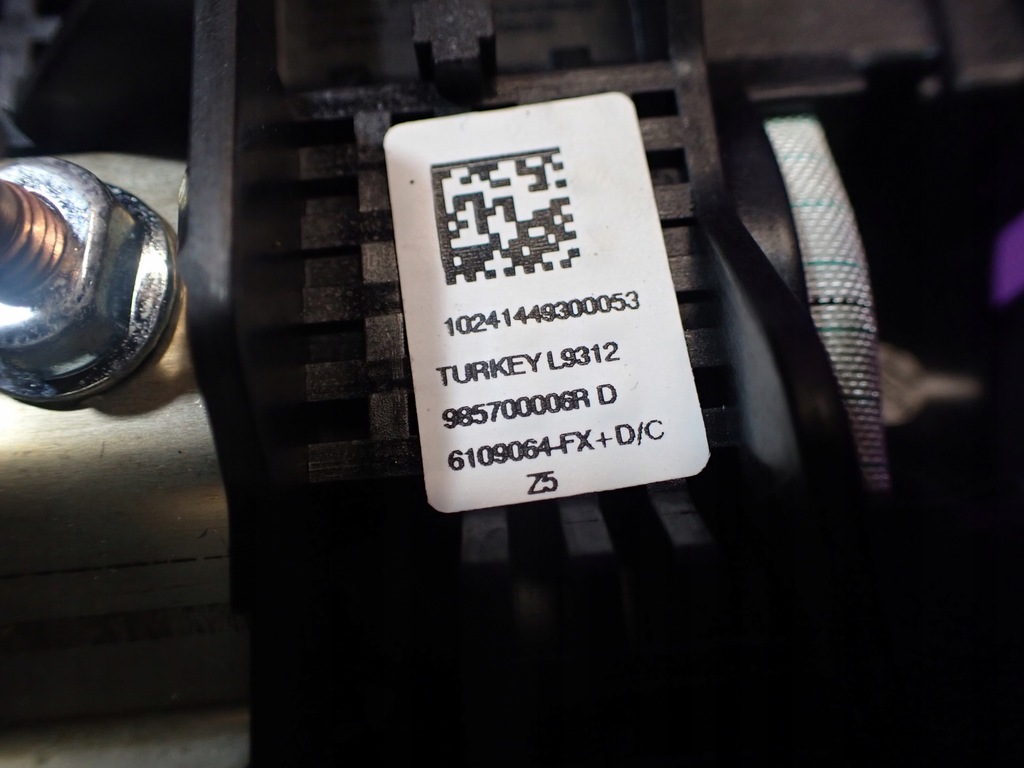 10241449300053
TURKEY L9312
985700006R D
6109064-FX+D/C
Z5